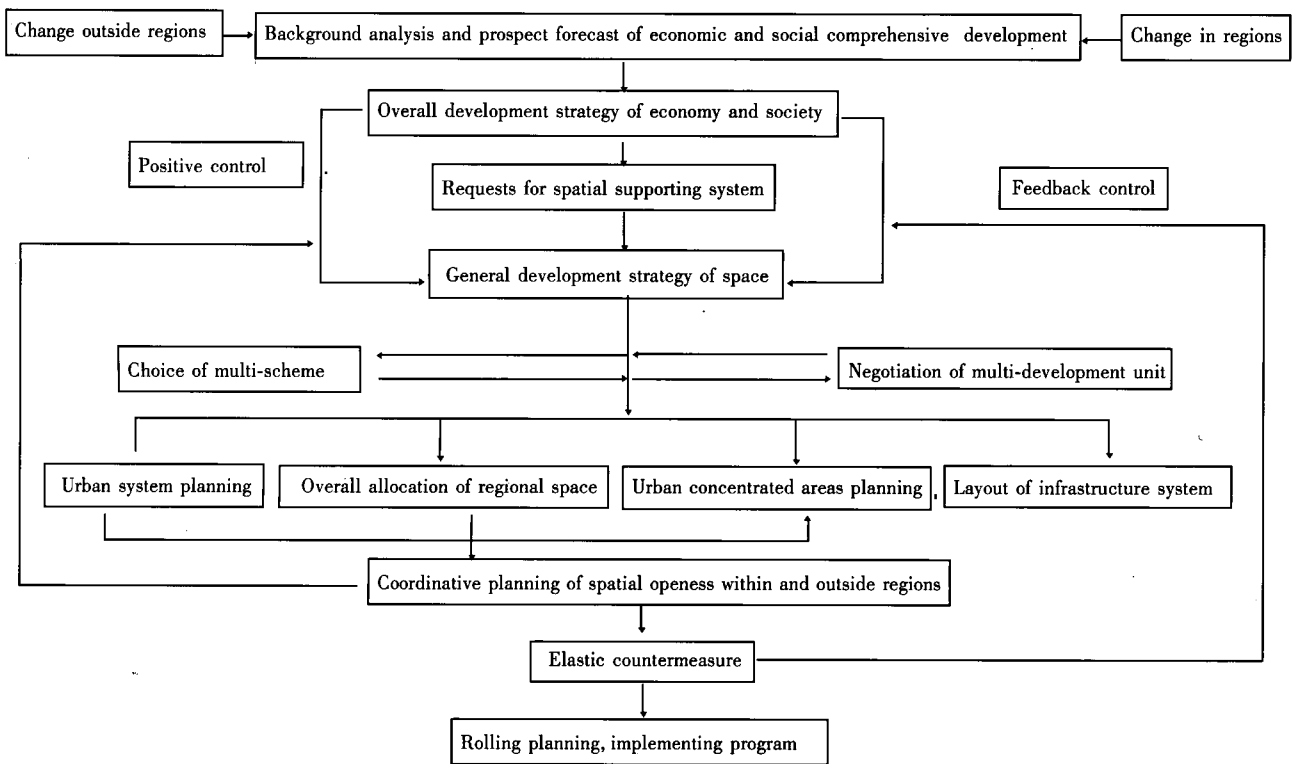 Change outside regions
Background analysis and prospect forecast of economic and social comprehensive development
Change in regions
Overall development strategy of economy and society
Positive control
Requests for spatial supporting system
Feedback control
General development strategy of space
Choice of multi-scheme
Negotiation of multi-development unit
Urban system planning
Overall allocation of regional space
Urban concentrated areas planning
Layout of infrastructure system
Coordinative planning of spatial openess within and outside regions
Elastic countermeasure
Rolling planning, implementing program